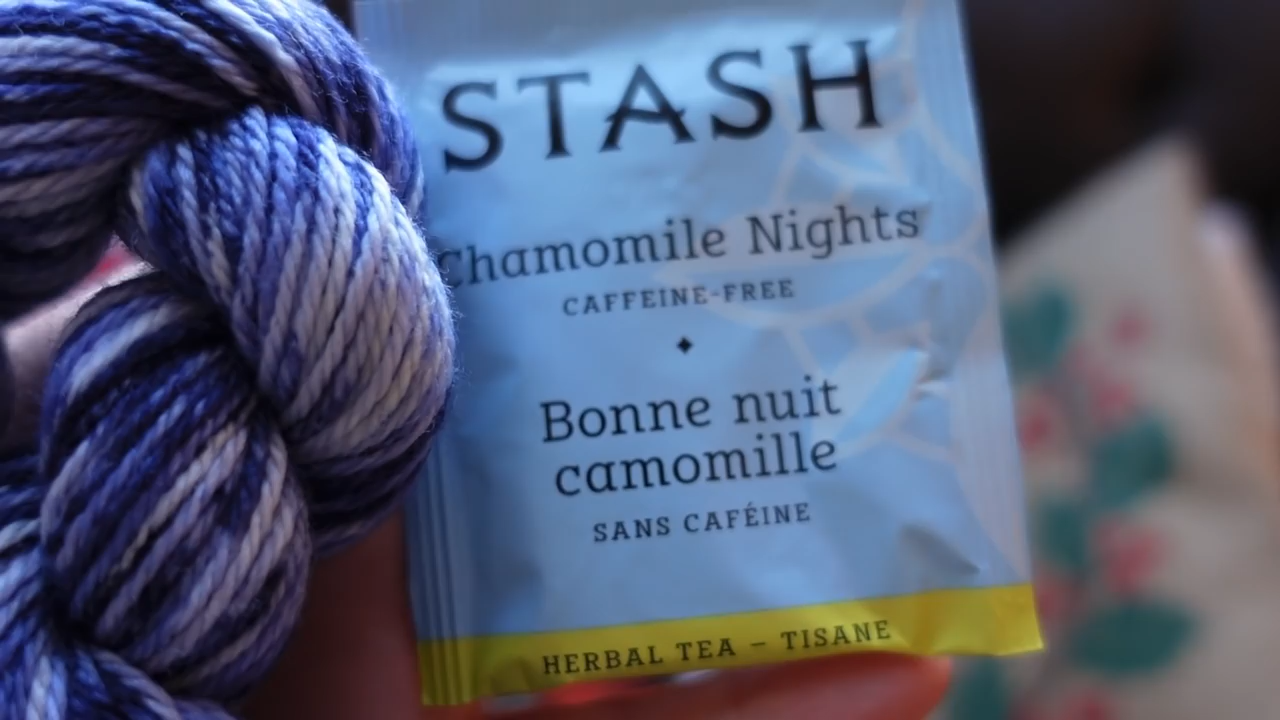 STASH
Chamomile Nights
CAFFEINE-FREE
Bonne nuit
camomille
SANS CAFÉINE
HERBAL TEA – TISANE